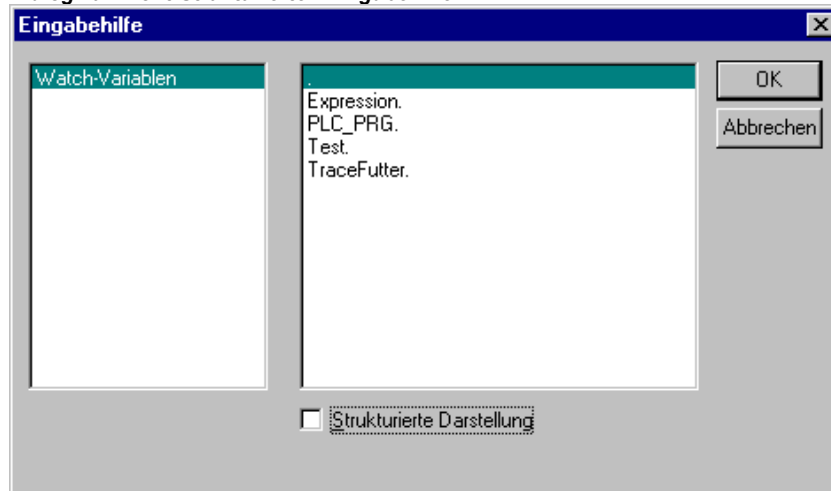 Eingabehilfe
Watch-Variablen
.
Expression.
PLC_PRG.
Test.
TraceFutter.
OK
Abbrechen
Strukturierte Darstellung